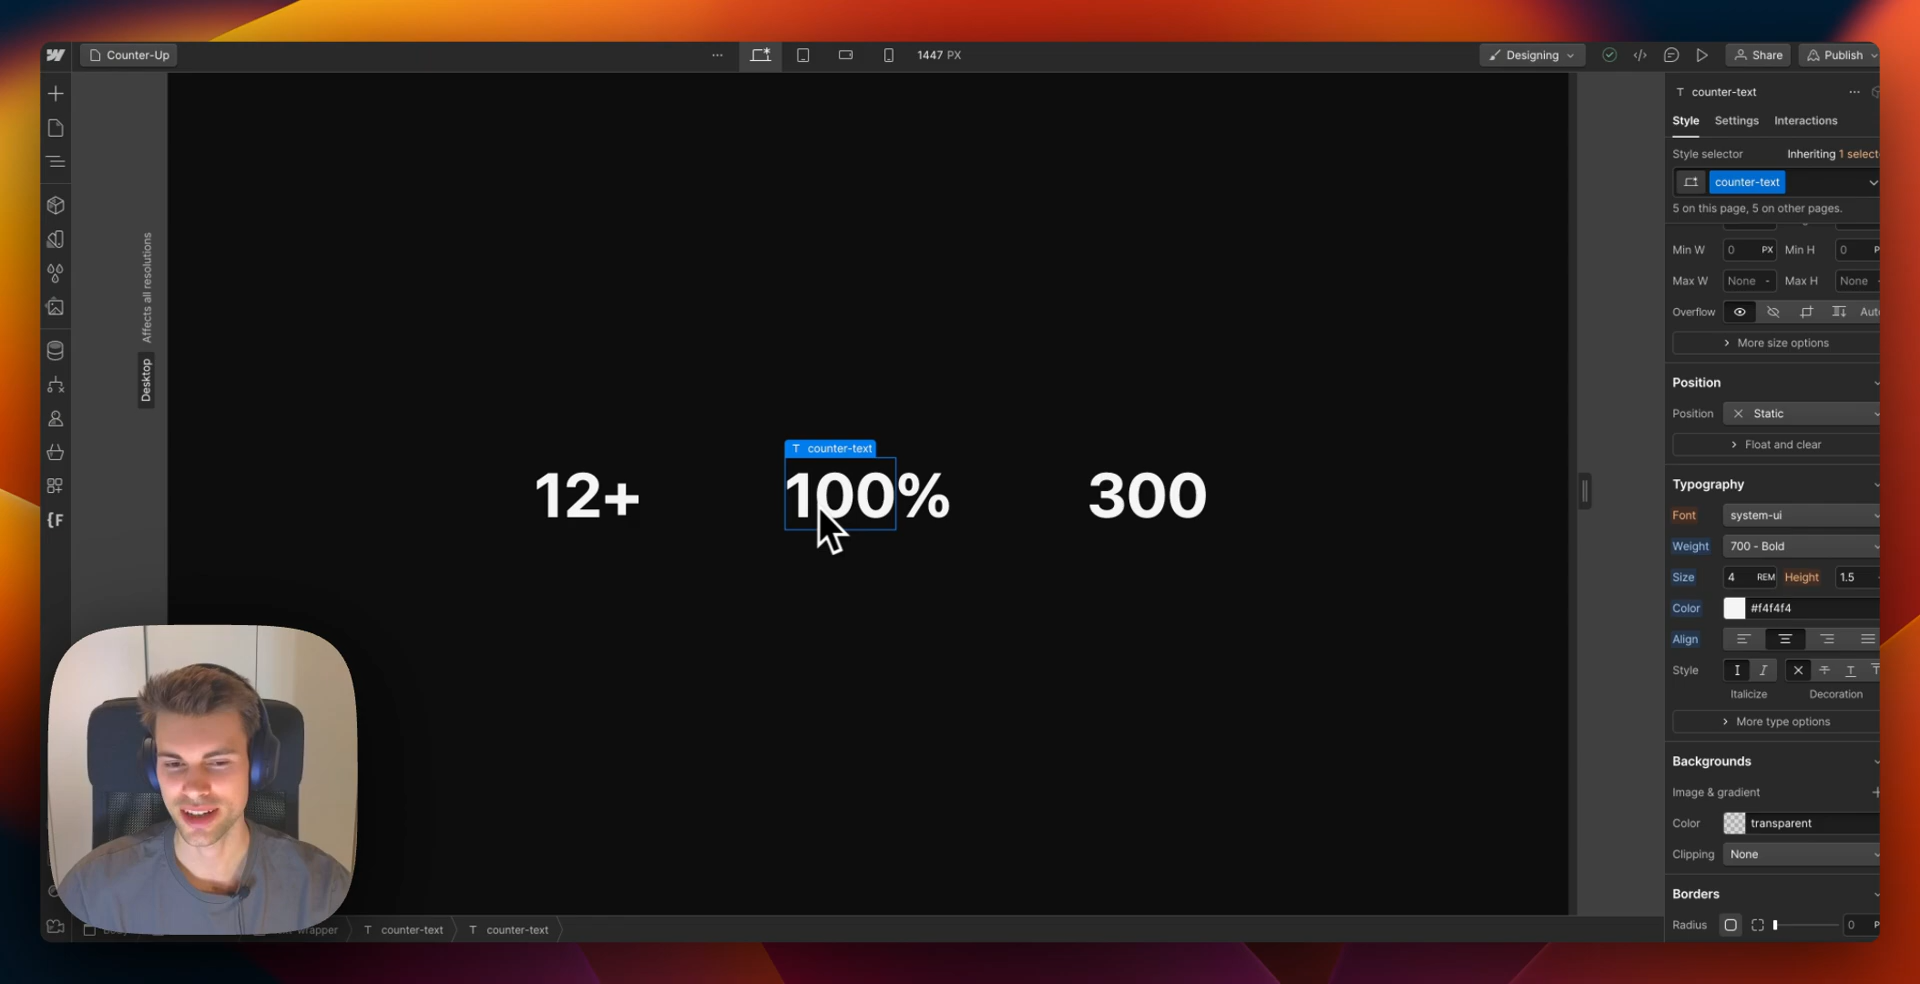 Counter-Up
1447 PX
Designing
Share
Publish
counter-text
Style Settings Interactions
Style selector Inheriting 1 select
counter-text
5 on this page, 5 on other pages.
Min W 0 PX Min H 0 P
Max W None - Max H None -
Overflow Aut
More size options
Position
Position Static
Float and clear
Typography
Font system-ui
Weight 700 - Bold
Size 4 REM Height 1.5 -
Color #f4f4f4
Align
Style
Italicize Decoration
More type options
Backgrounds
Image & gradient
Color transparent
Clipping None
Borders
Radius 0 P
Affects all resolutions
Desktop
counter-text
12+ 100% 300
{F
wrapper counter-text counter-text